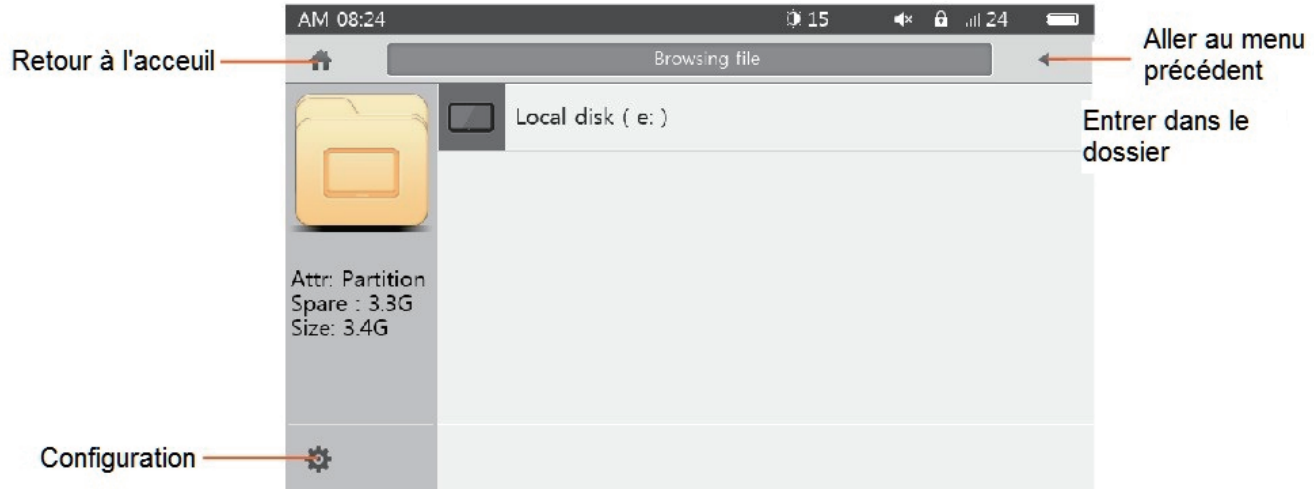 AM 08:24
15
24
Retour à l'acceuil
Browsing file
Aller au menu
précédent
Local disk ( e: )
Entrer dans le
dossier
Attr: Partition
Spare : 3.3G
Size: 3.4G
Configuration